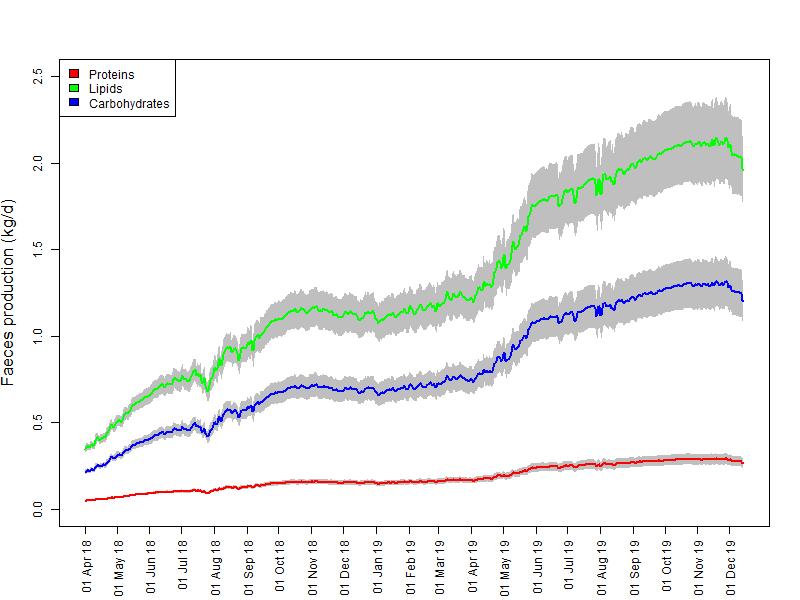 Proteins
Lipids
Carbohydrates
Faeces production (kg/d)
2.5
2.0
1.5
1.0
0.5
0.0
01 Apr 18
01 May 18
01 Jun 18
01 Jul 18
01 Aug 18
01 Sep 18
01 Oct 18
01 Nov 18
01 Dec 18
01 Jan 19
01 Feb 19
01 Mar 19
01 Apr 19
01 May 19
01 Jun 19
01 Jul 19
01 Aug 19
01 Sep 19
01 Oct 19
01 Nov 19
01 Dec 19